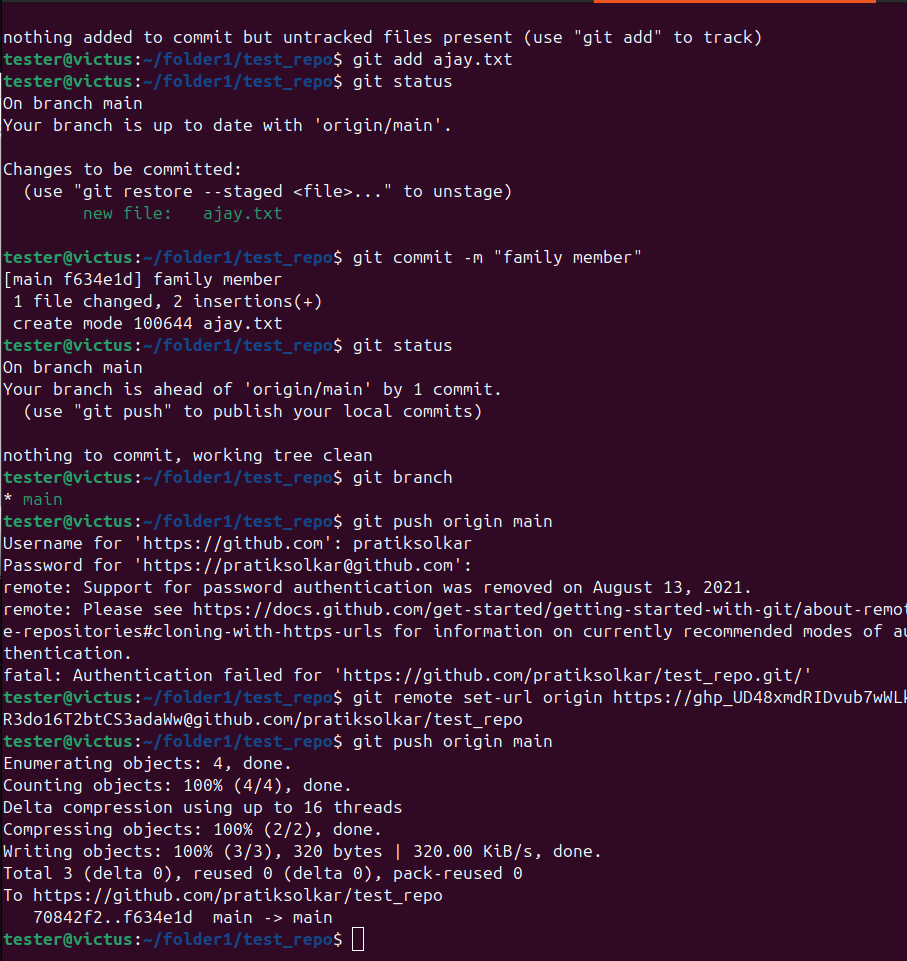 nothing added to commit but untracked files present (use "git add" to track)
tester@victus:~/folder1/test_repo$ git add ajay.txt
tester@victus:~/folder1/test_repo$ git status
On branch main
Your branch is up to date with 'origin/main'.
Changes to be committed:
(use "git restore --staged <file>..." to unstage)
new file: ajay.txt
tester@victus:~/folder1/test_repo$ git commit -m "family member"
[main f634e1d] family member
1 file changed, 2 insertions(+)
create mode 100644 ajay.txt
tester@victus:~/folder1/test_repo$ git status
On branch main
Your branch is ahead of 'origin/main' by 1 commit.
(use "git push" to publish your local commits)
nothing to commit, working tree clean
tester@victus:~/folder1/test_repo$ git branch
* main
tester@victus:~/folder1/test_repo$ git push origin main
Username for 'https://github.com': pratiksolkar
Password for 'https://pratiksolkar@github.com':
remote: Support for password authentication was removed on August 13, 2021.
remote: Please see https://docs.github.com/get-started/getting-started-with-git/about-remot
e-repositories#cloning-with-https-urls for information on currently recommended modes of au
thentication.
fatal: Authentication failed for 'https://github.com/pratiksolkar/test_repo.git/'
tester@victus:~/folder1/test_repo$ git remote set-url origin https://ghp_UD48xmdRIDvub7wWLk
R3do16T2btCS3adaWw@github.com/pratiksolkar/test_repo
tester@victus:~/folder1/test_repo$ git push origin main
Enumerating objects: 4, done.
Counting objects: 100% (4/4), done.
Delta compression using up to 16 threads
Compressing objects: 100% (2/2), done.
Writing objects: 100% (3/3), 320 bytes | 320.00 KiB/s, done.
Total 3 (delta 0), reused 0 (delta 0), pack-reused 0
To https://github.com/pratiksolkar/test_repo
70842f2..f634e1d main -> main
tester@victus:~/folder1/test_repo$